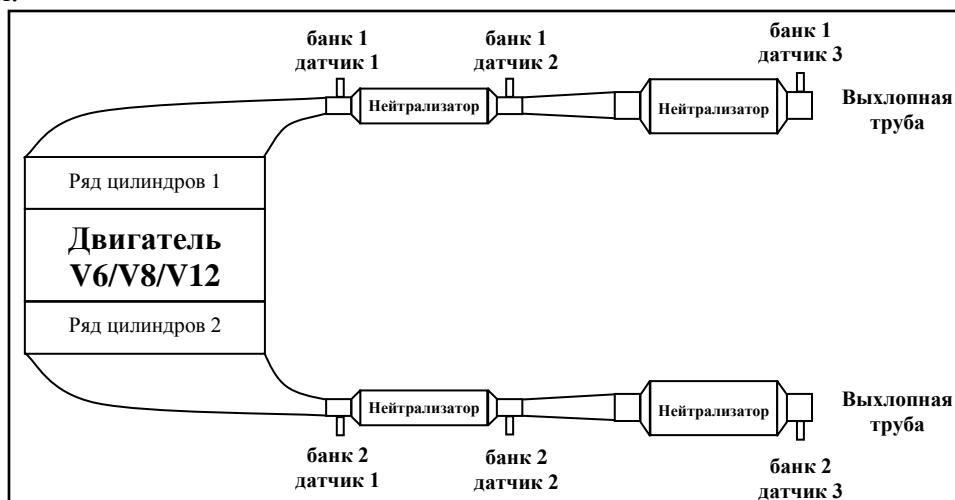 банк 1
датчик 1
банк 1
датчик 2
банк 1
датчик 3
Нейтрализатор
Нейтрализатор
Выхлопная
труба
Ряд цилиндров 1
Двигатель
V6/V8/V12
Ряд цилиндров 2
Нейтрализатор
Нейтрализатор
Выхлопная
труба
банк 2
датчик 1
банк 2
датчик 2
банк 2
датчик 3